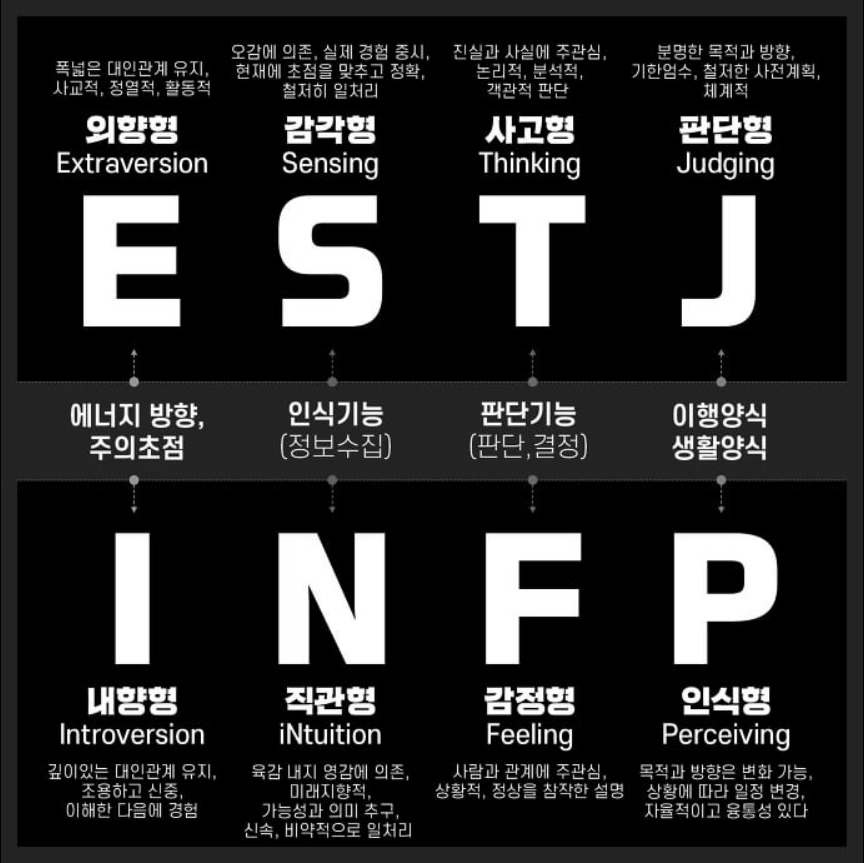 폭넓은 대인관계 유지,
사교적, 정열적, 활동적
외향형
Extraversion
E
오감에 의존, 실제 경험 중시,
현재에 초점을 맞추고 정확,
철저히 일처리
감각형
Sensing
S
진실과 사실에 주관심,
논리적, 분석적,
객관적 판단
사고형
Thinking
T
분명한 목적과 방향,
기한엄수, 철저한 사전계획,
체계적
판단형
Judging
J
에너지 방향,
주의초점
인식기능
(정보수집)
판단기능
(판단,결정)
이행양식
생활양식
I
내향형
Introversion
깊이있는 대인관계 유지,
조용하고 신중,
이해한 다음에 경험
N
직관형
iNtuition
육감 내지 영감에 의존,
미래지향적,
가능성과 의미 추구,
신속, 비약적으로 일처리
F
감정형
Feeling
사람과 관계에 주관심,
상황적, 정상을 참작한 설명
P
인식형
Perceiving
목적과 방향은 변화 가능,
상황에 따라 일정 변경,
자율적이고 융통성 있다